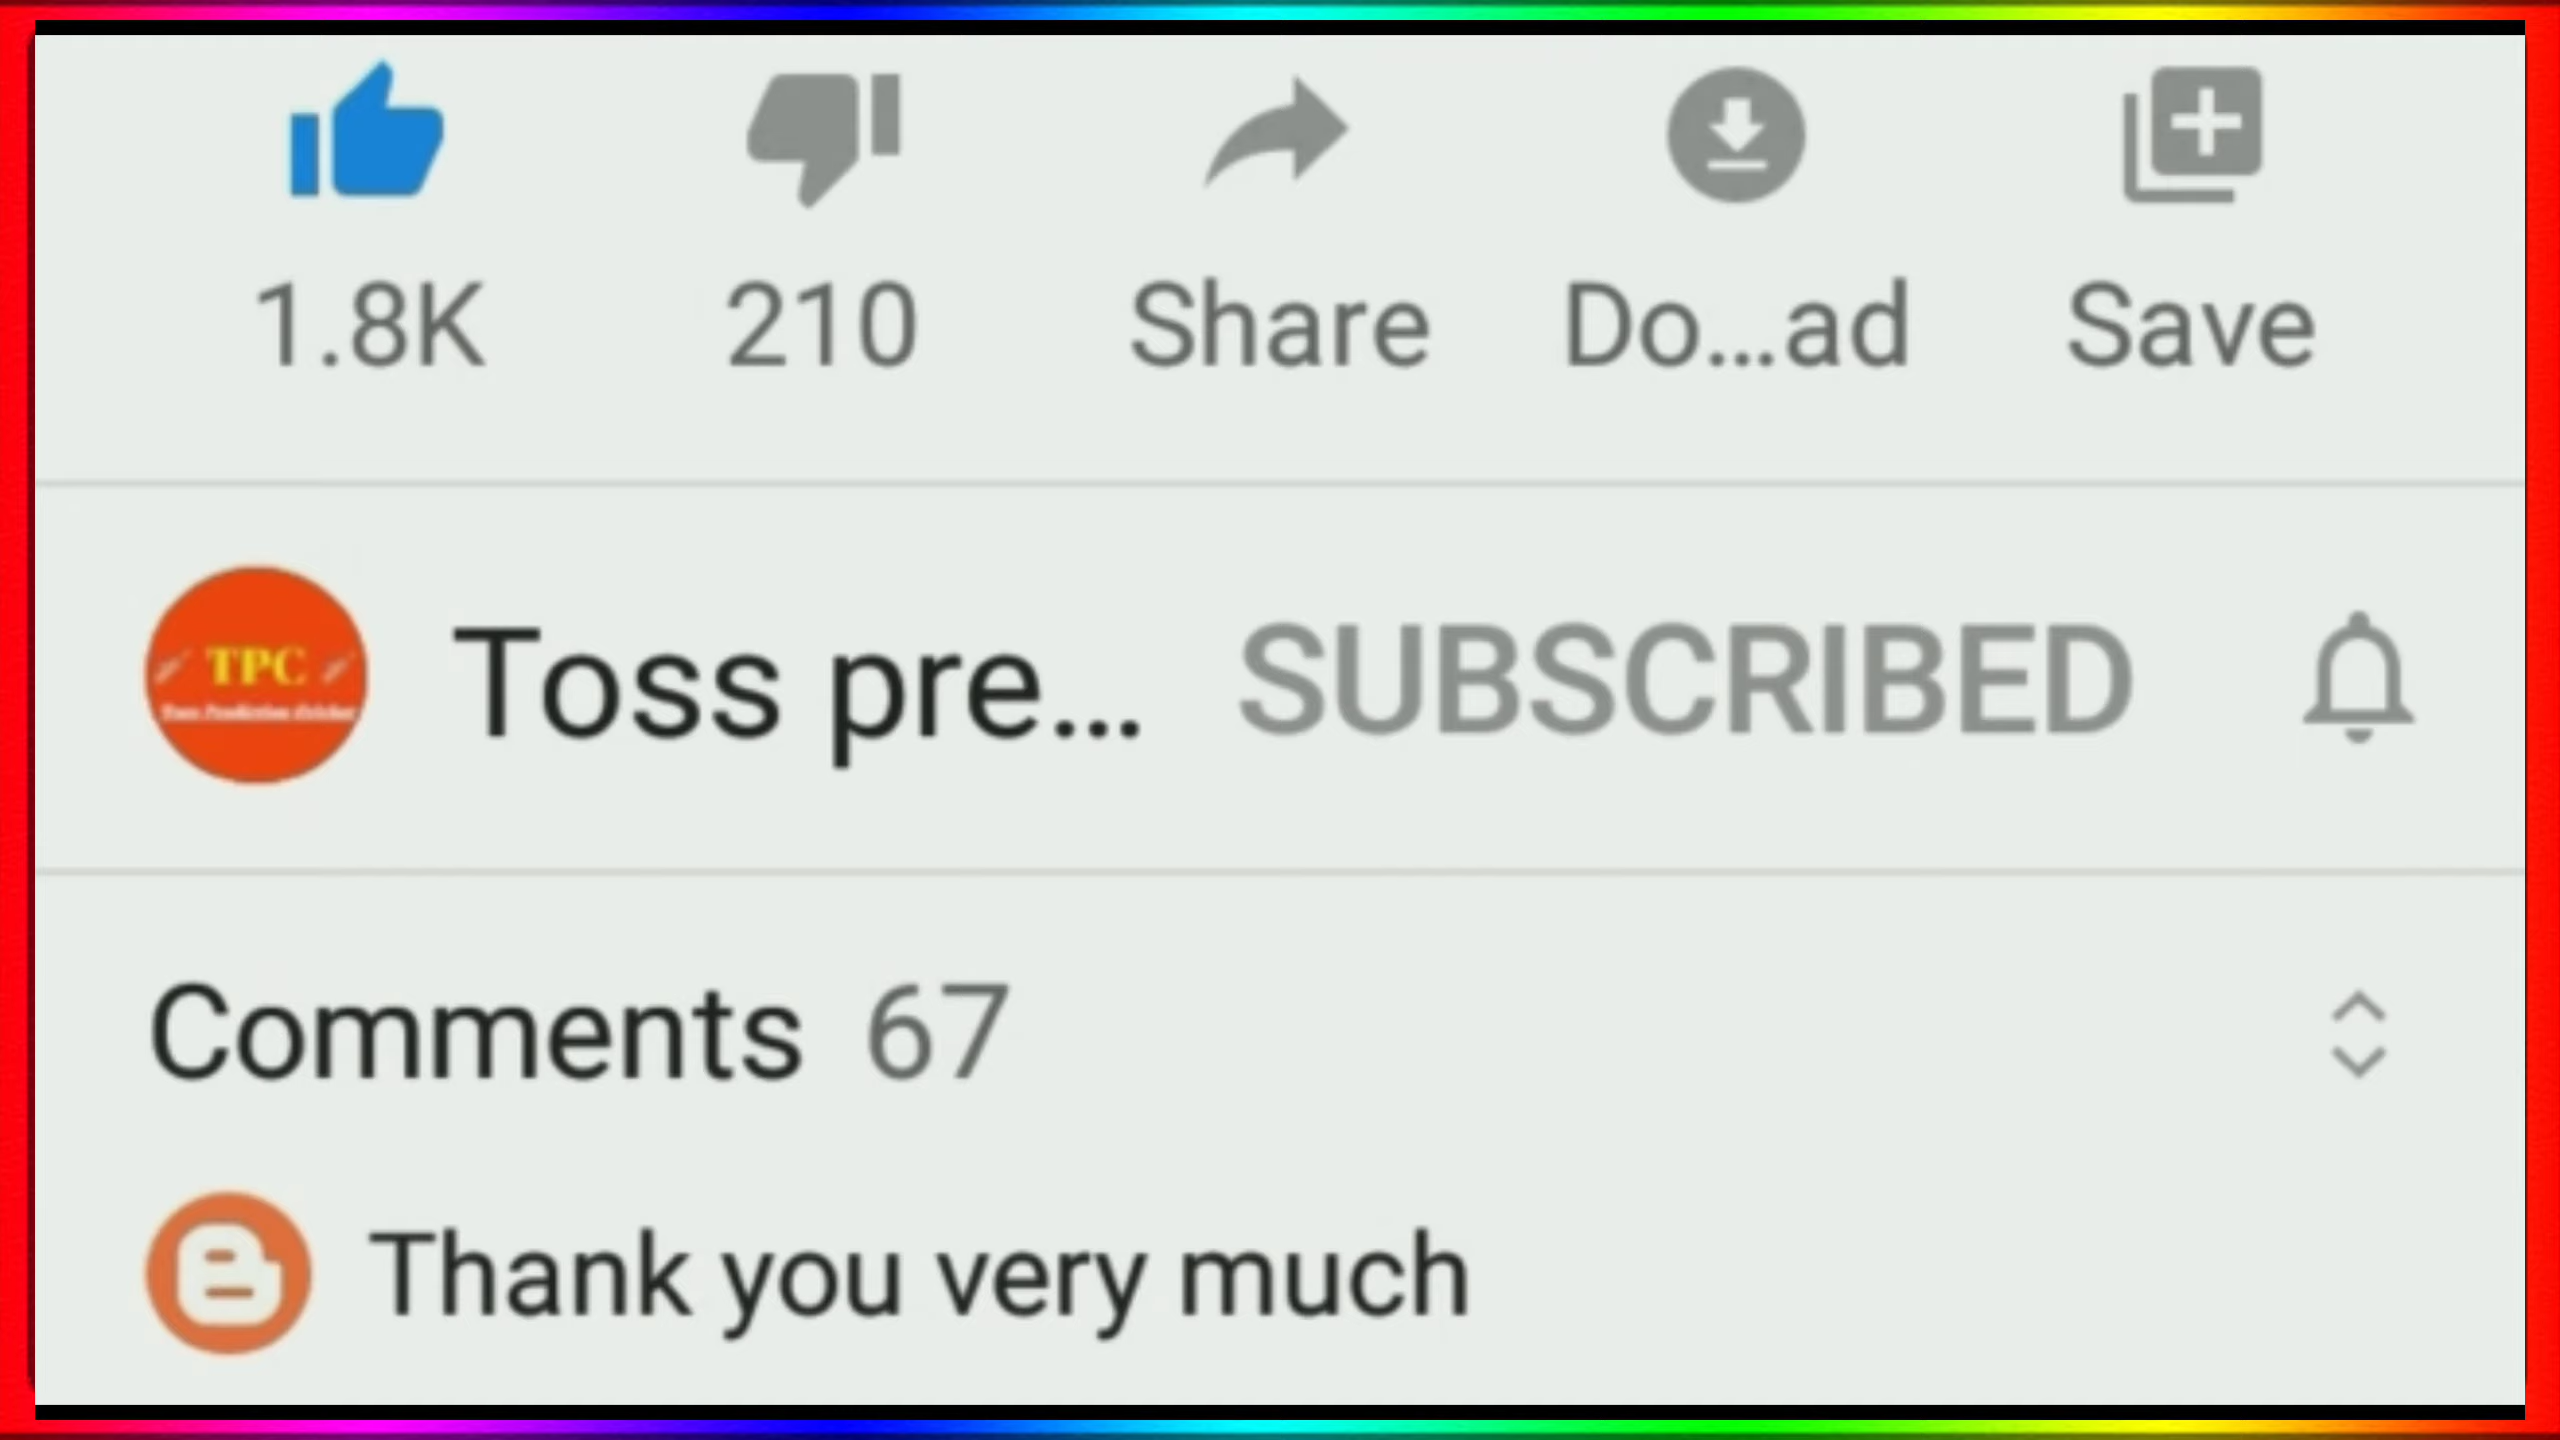 1.8K 210 Share Do...ad Save
TPC
Toss pre... SUBSCRIBED
Comments 67
Thank you very much